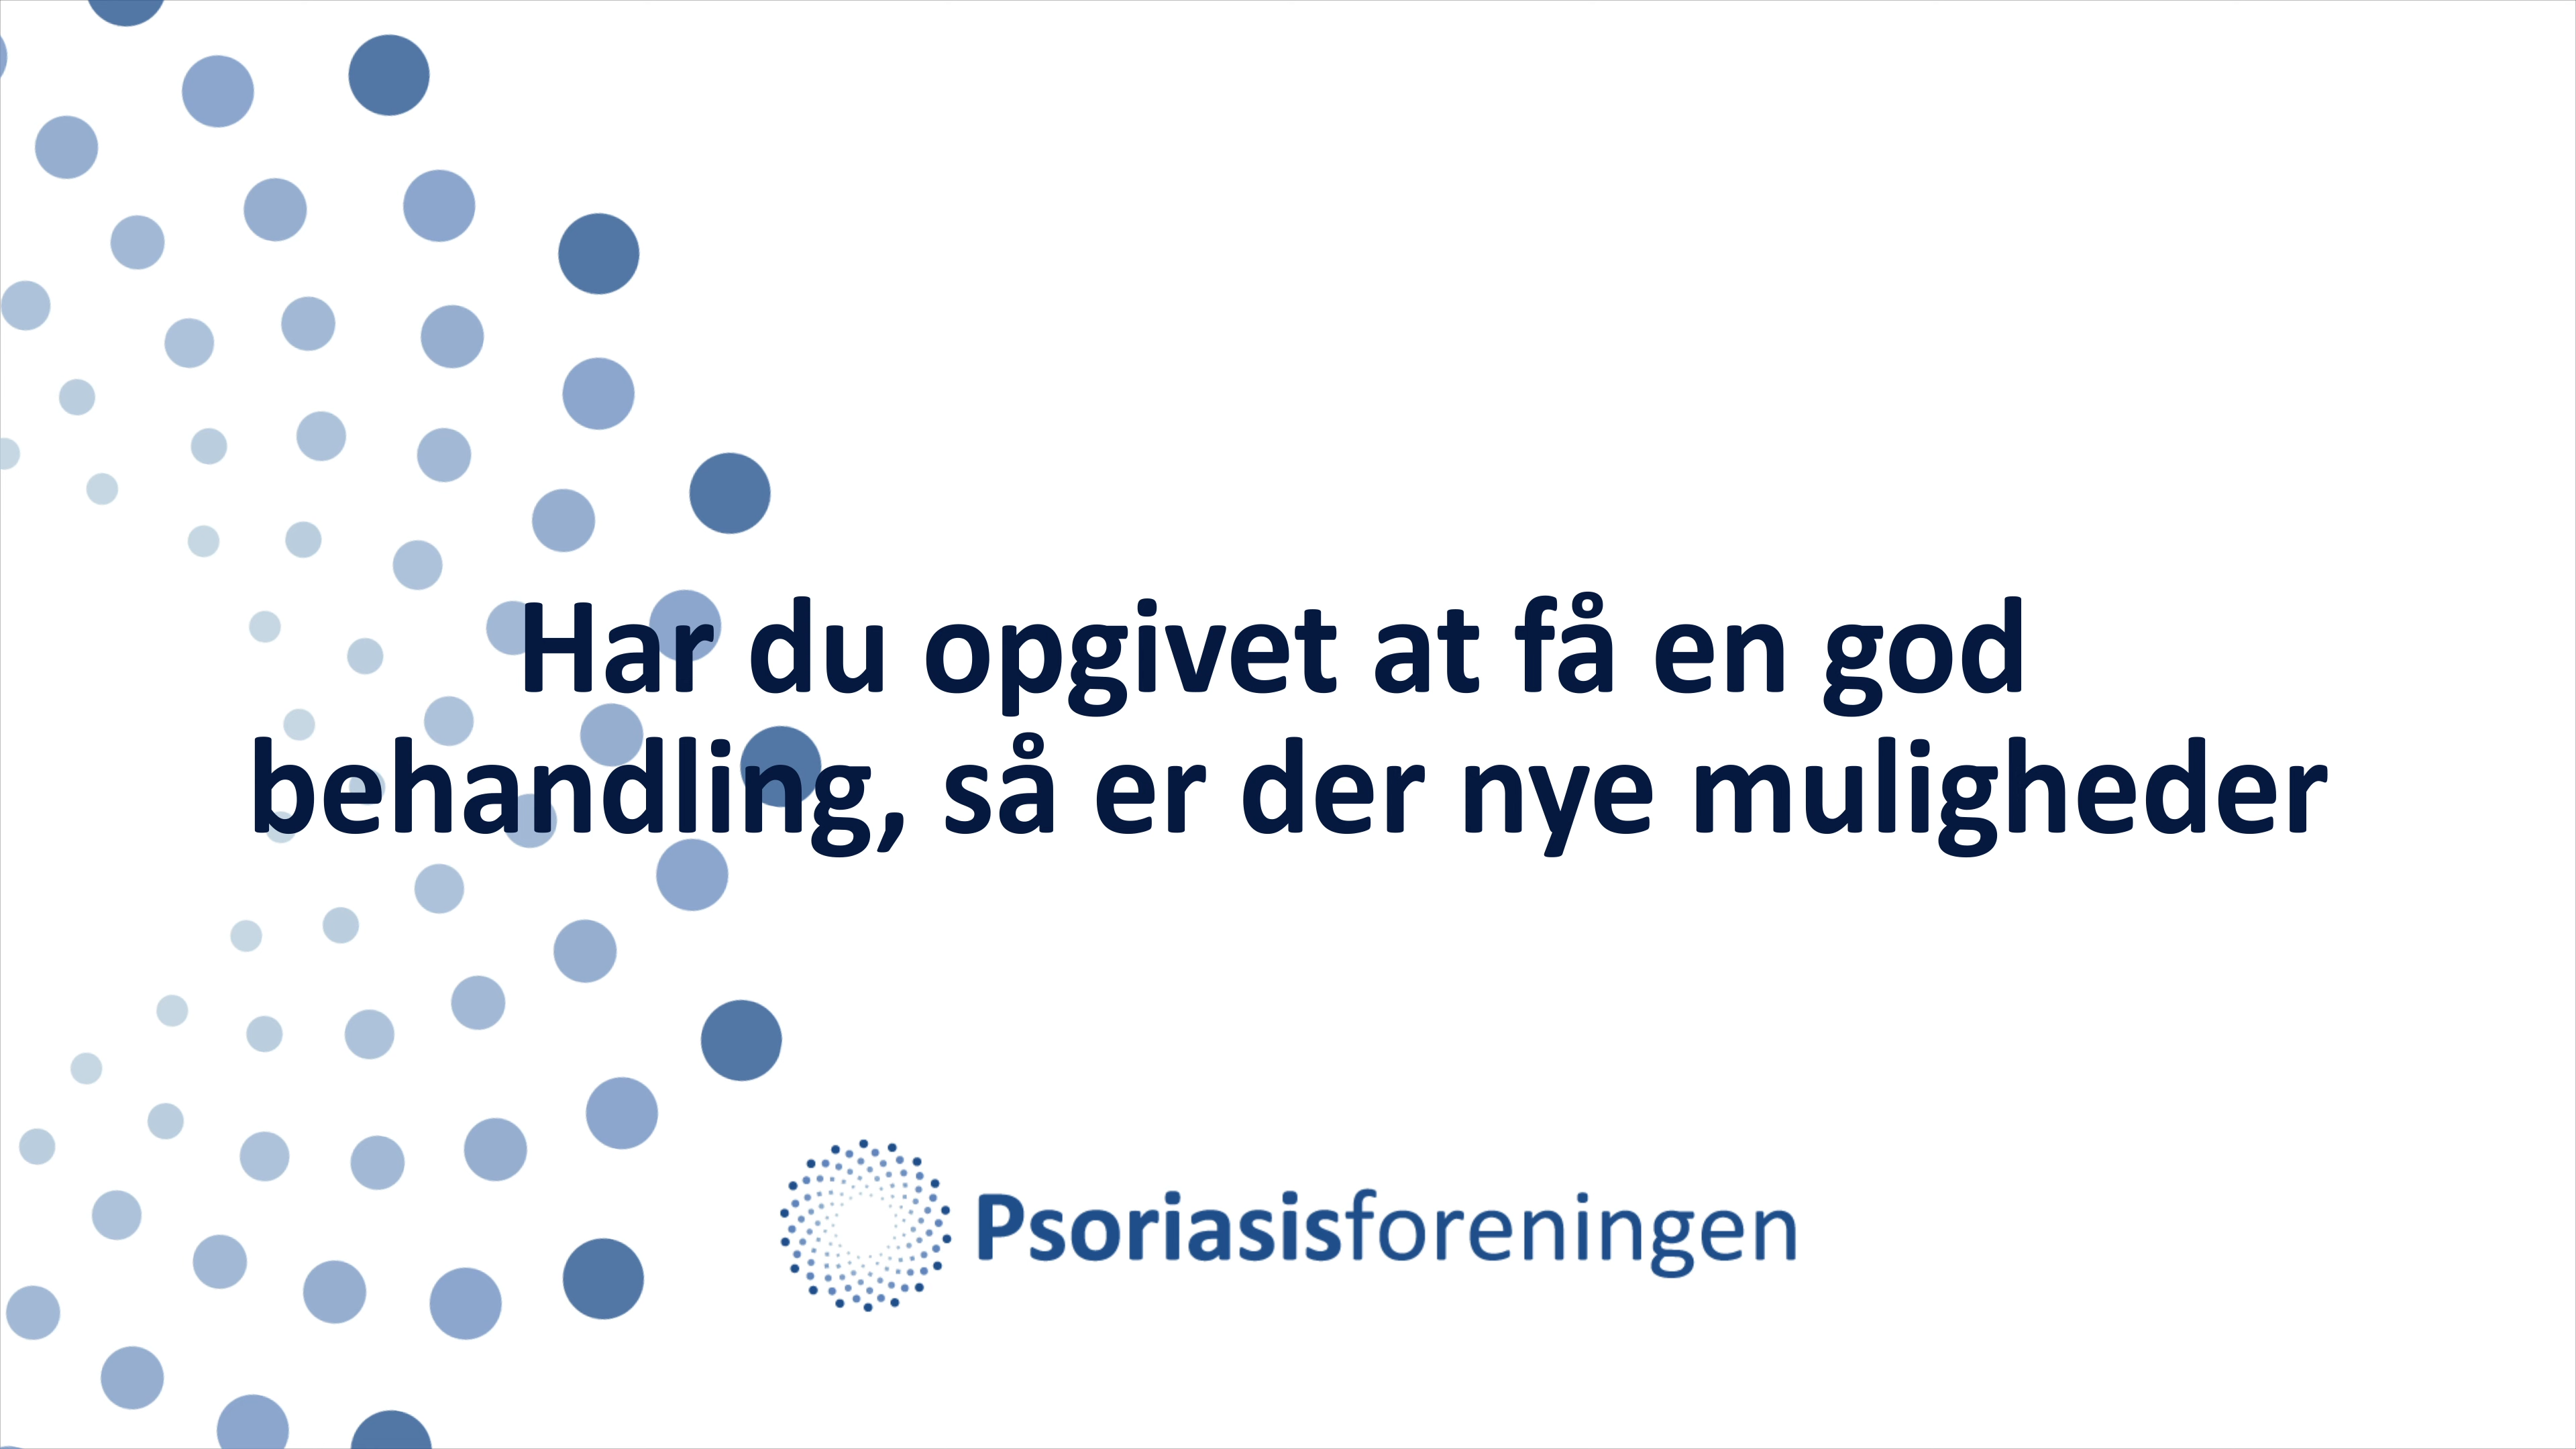 Har du opgivet at få en god
behandling, så er der nye muligheder
Psoriasisforeningen